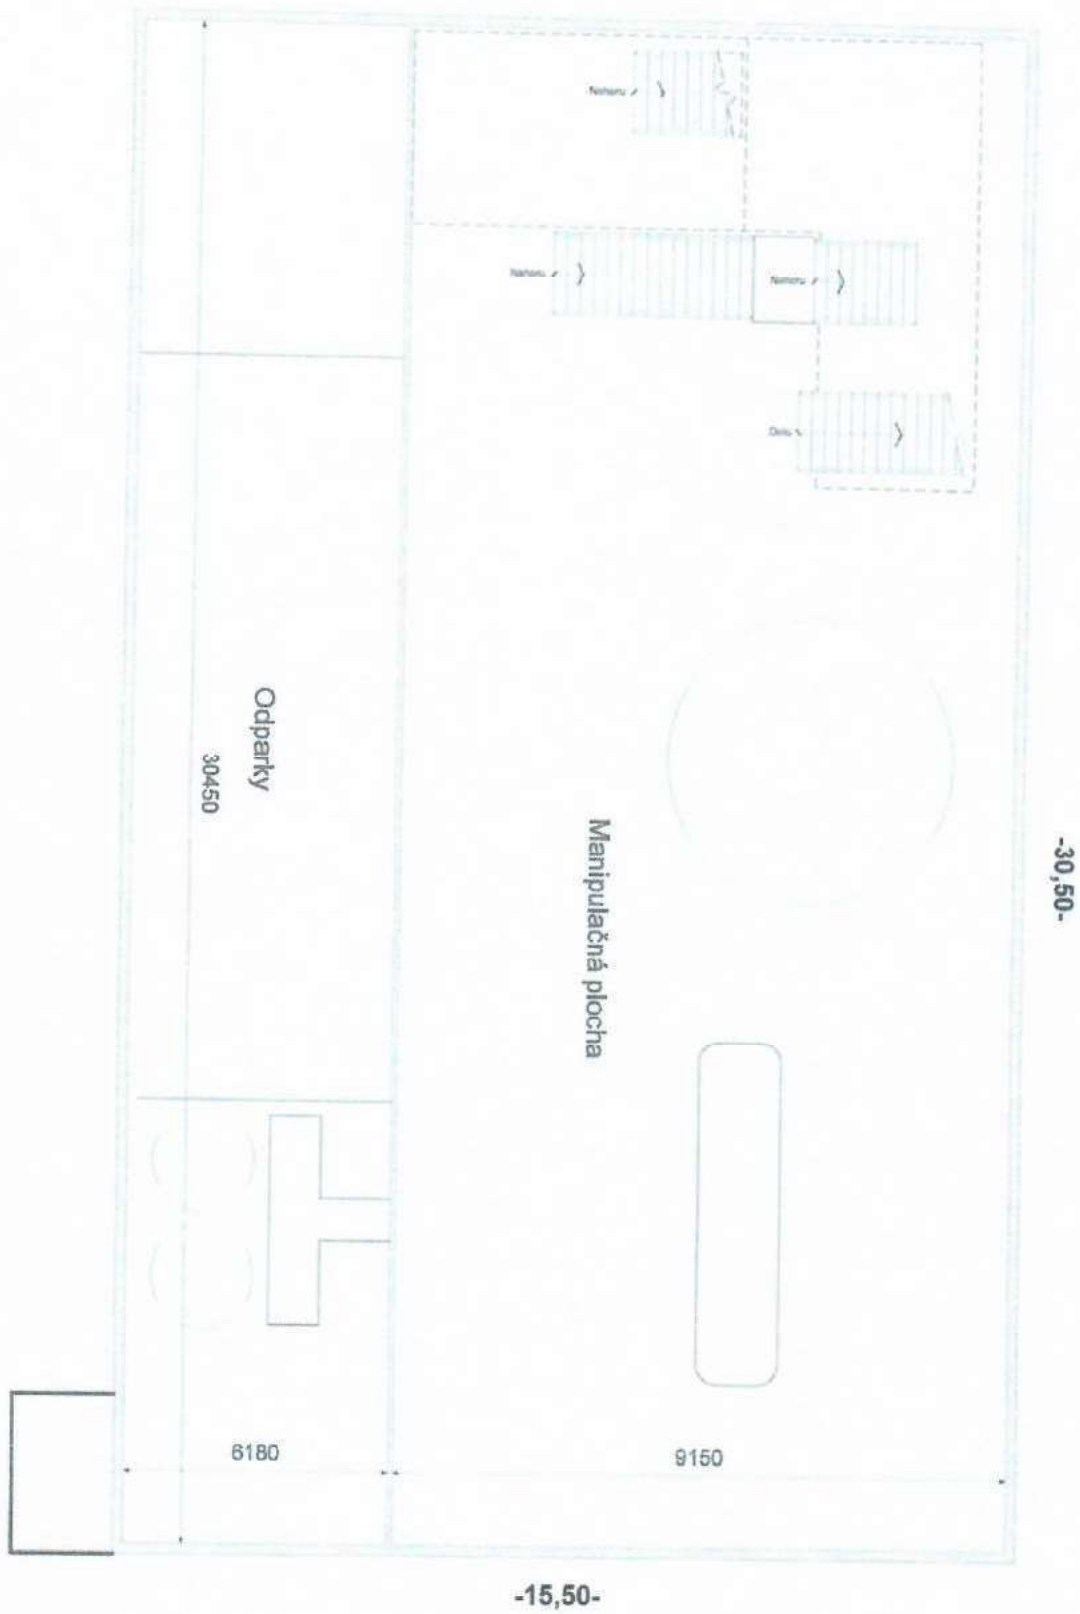 Nahoru
Nahoru
Nahoru
Dolu
Odparky
30450
Manipulačná plocha
-30,50-
6180
9150
-15,50-